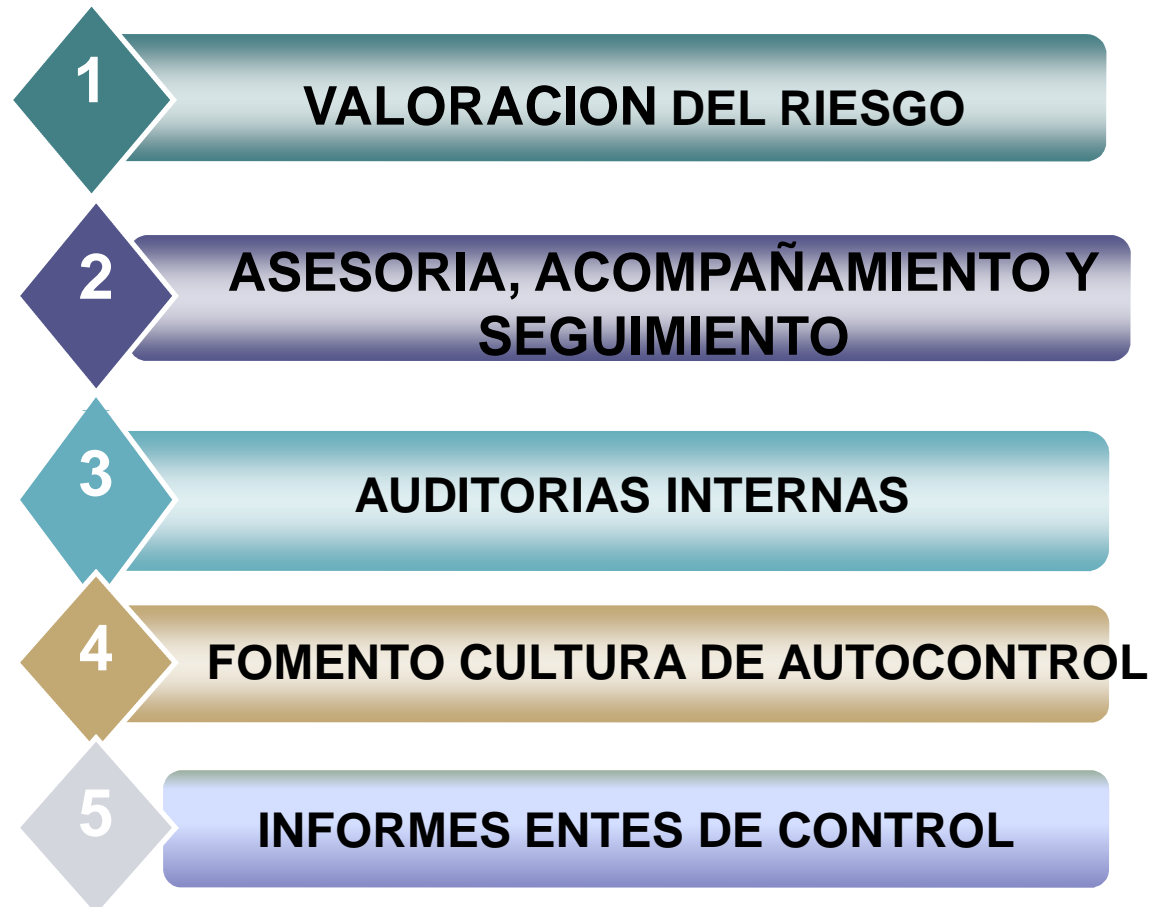 1
VALORACION DEL RIESGO
2
ASESORIA, ACOMPAÑAMIENTO Y
SEGUIMIENTO
3
AUDITORIAS INTERNAS
4
FOMENTO CULTURA DE AUTOCONTROL
5
INFORMES ENTES DE CONTROL